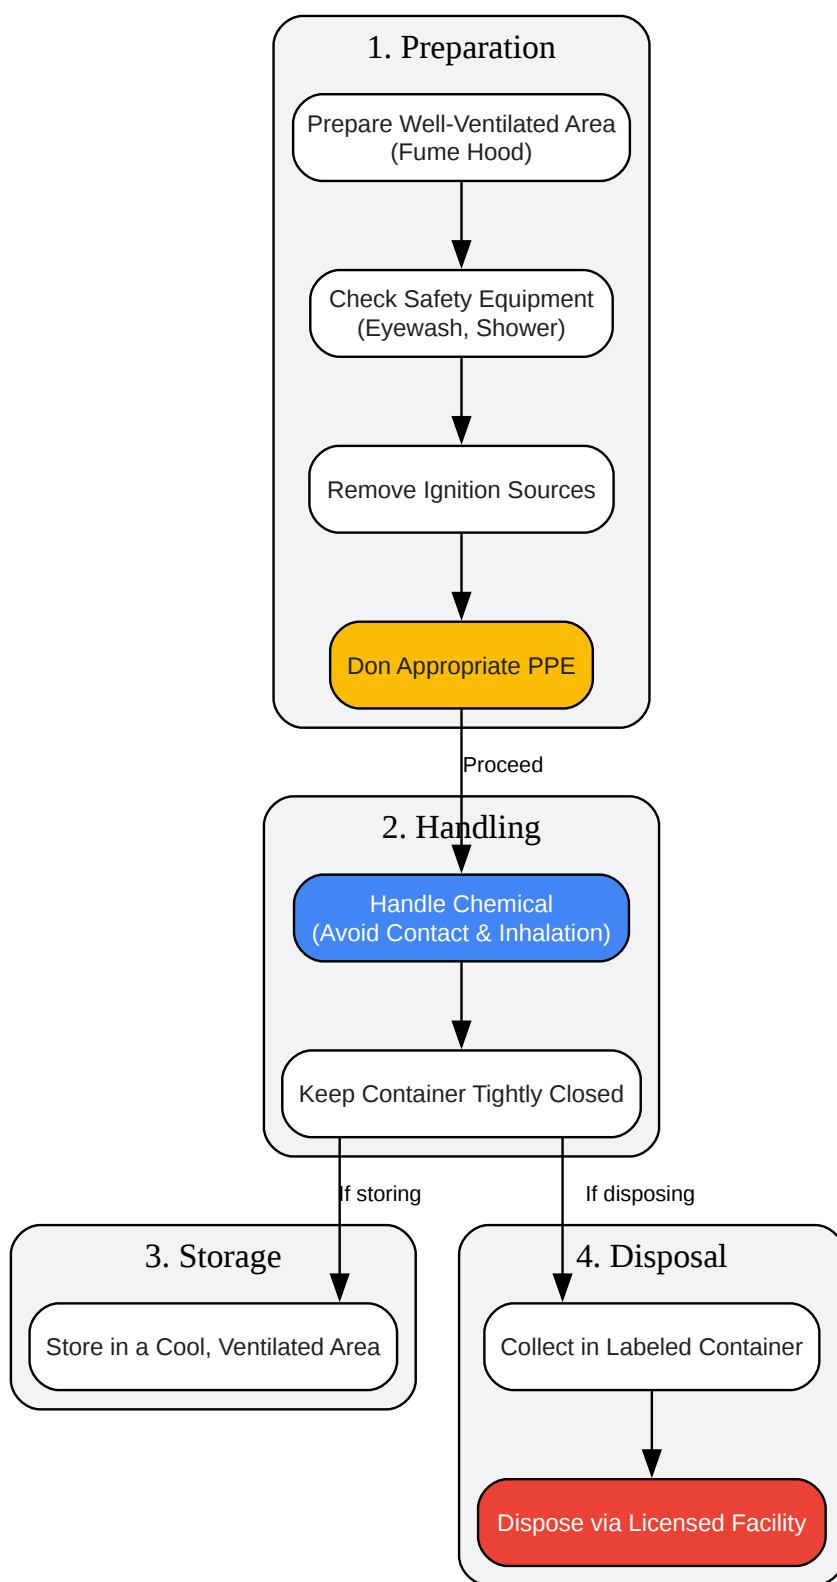 1. Preparation
Prepare Well-Ventilated Area
(Fume Hood)
Check Safety Equipment
(Eyewash, Shower)
Remove Ignition Sources
Don Appropriate PPE
Proceed
2. Handling
Handle Chemical
(Avoid Contact & Inhalation)
Keep Container Tightly Closed
If storing
If disposing
3. Storage
Store in a Cool, Ventilated Area
4. Disposal
Collect in Labeled Container
Dispose via Licensed Facility